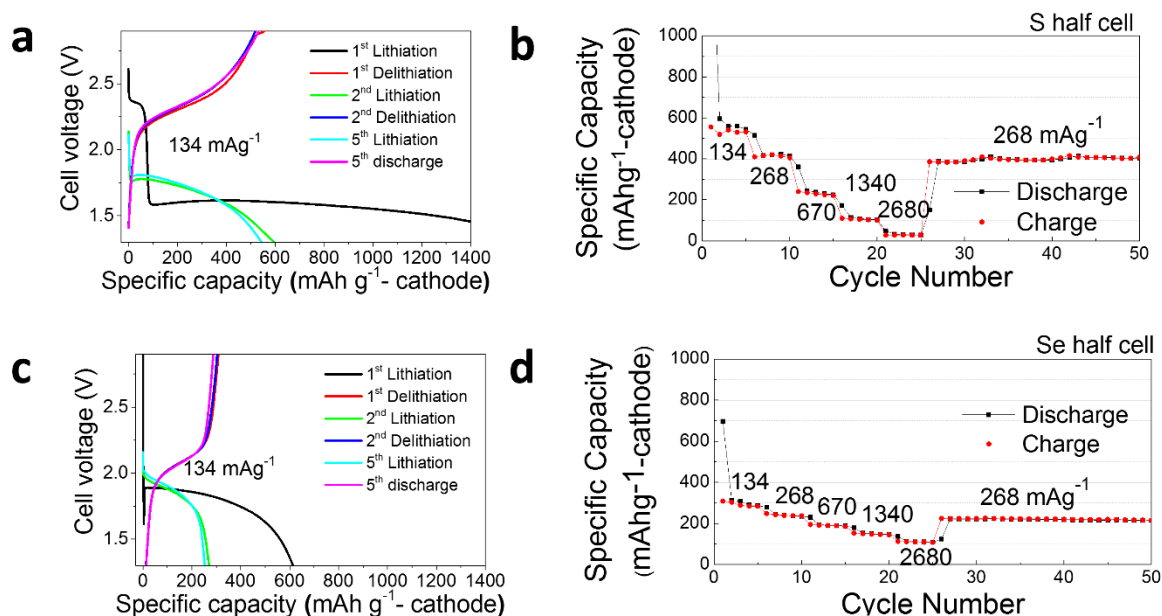 a
Cell voltage (V)
2.5
2.0
1.5
0 200 400 600 800 1000 1200 1400
Specific capacity (mAh g⁻¹- cathode)
134 mAg⁻¹
1ˢᵗ Lithiation
1ˢᵗ Delithiation
2ⁿᵈ Lithiation
2ⁿᵈ Delithiation
5ᵗʰ Lithiation
5ᵗʰ discharge
b
S half cell
Specific Capacity
(mAhg⁻¹-cathode)
1000
800
600
400
200
0
0 10 20 30 40 50
Cycle Number
134
268
670
1340
2680
268 mAg⁻¹
Discharge
Charge
c
Cell voltage (V)
2.5
2.0
1.5
0 200 400 600 800 1000 1200 1400
Specific capacity (mAh g⁻¹- cathode)
134 mAg⁻¹
1ˢᵗ Lithiation
1ˢᵗ Delithiation
2ⁿᵈ Lithiation
2ⁿᵈ Delithiation
5ᵗʰ Lithiation
5ᵗʰ discharge
d
Se half cell
Specific Capacity
(mAhg⁻1-cathode)
1000
800
600
400
200
0
0 10 20 30 40 50
Cycle Number
Discharge
Charge
134
268
670
1340
2680
268 mAg⁻¹